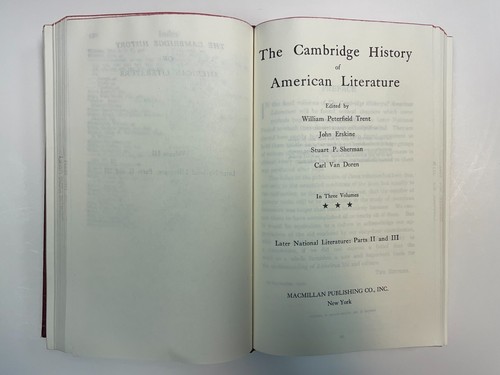 The Cambridge History
of
American Literature
Edited by
William Peterfield Trent
John Erskine
Stuart P. Sherman
Carl Van Doren
In Three Volumes
★ ★ ★
Later National Literature: Parts II and III
MACMILLAN PUBLISHING CO., INC.
New York